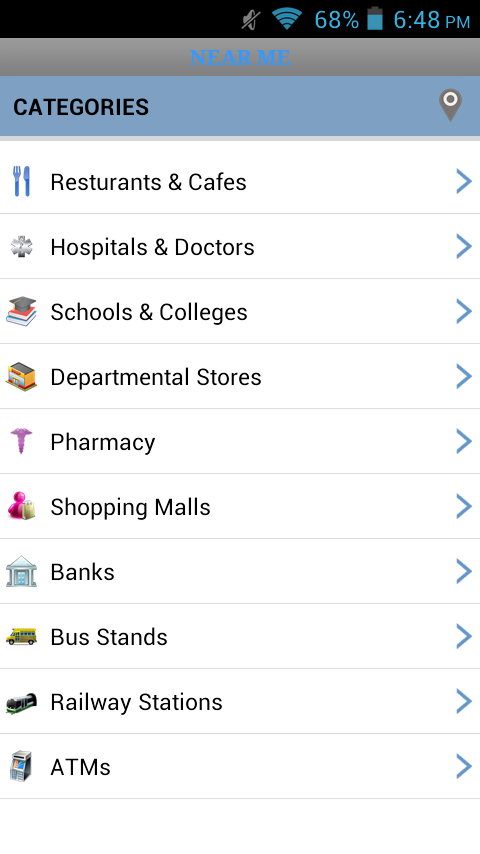 68% 6:48 PM
NEAR ME
CATEGORIES
Resturants & Cafes
Hospitals & Doctors
Schools & Colleges
Departmental Stores
Pharmacy
Shopping Malls
Banks
Bus Stands
Railway Stations
ATMs